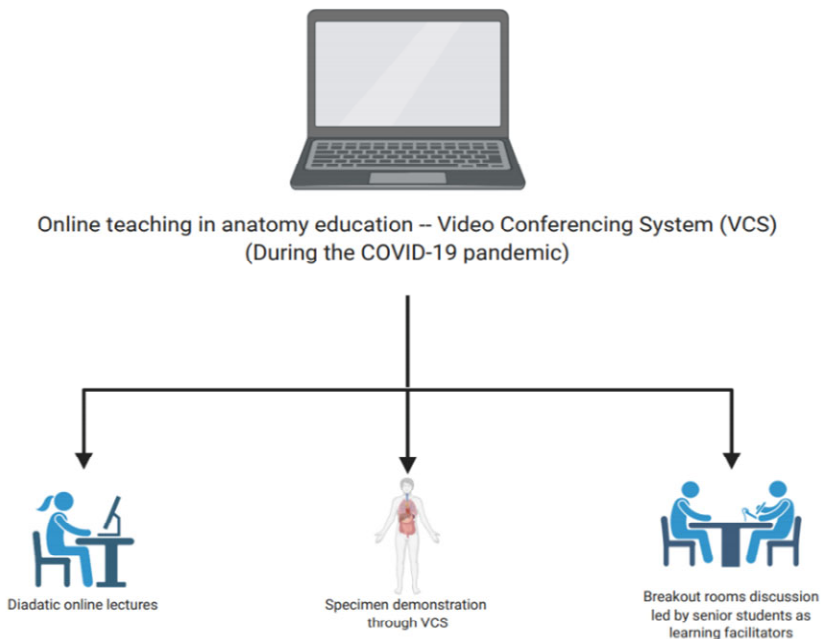 Online teaching in anatomy education -- Video Conferencing System (VCS)
(During the COVID-19 pandemic)
Diadatic online lectures
Specimen demonstration
through VCS
Breakout rooms discussion
led by senior students as
learning facilitators